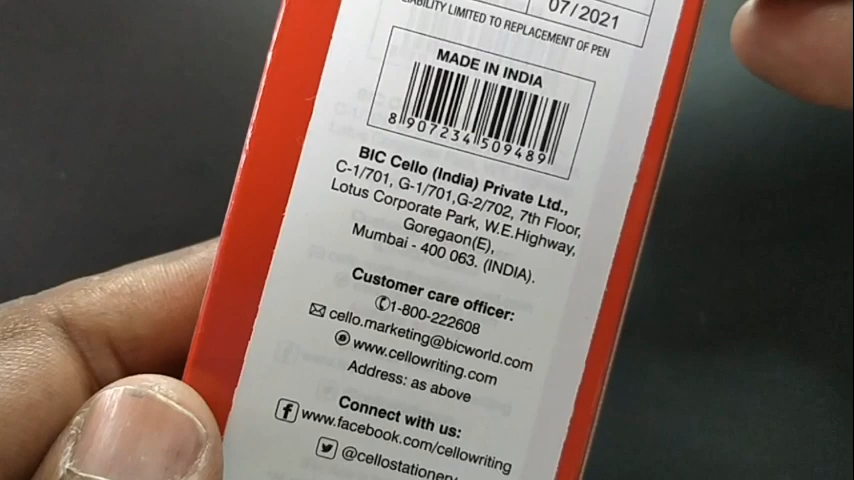 07/2021
LIABILITY LIMITED TO REPLACEMENT OF PEN
MADE IN INDIA
8 907234 509489
BIC Cello (India) Private Ltd.,
C-1/701, G-1/701,G-2/702, 7th Floor,
Lotus Corporate Park, W.E.Highway,
Goregaon(E),
Mumbai - 400 063. (INDIA).
Customer care officer:
1-800-222608
cello.marketing@bicworld.com
www.cellowriting.com
Address: as above
Connect with us:
www.facebook.com/cellowriting
@cellostationery